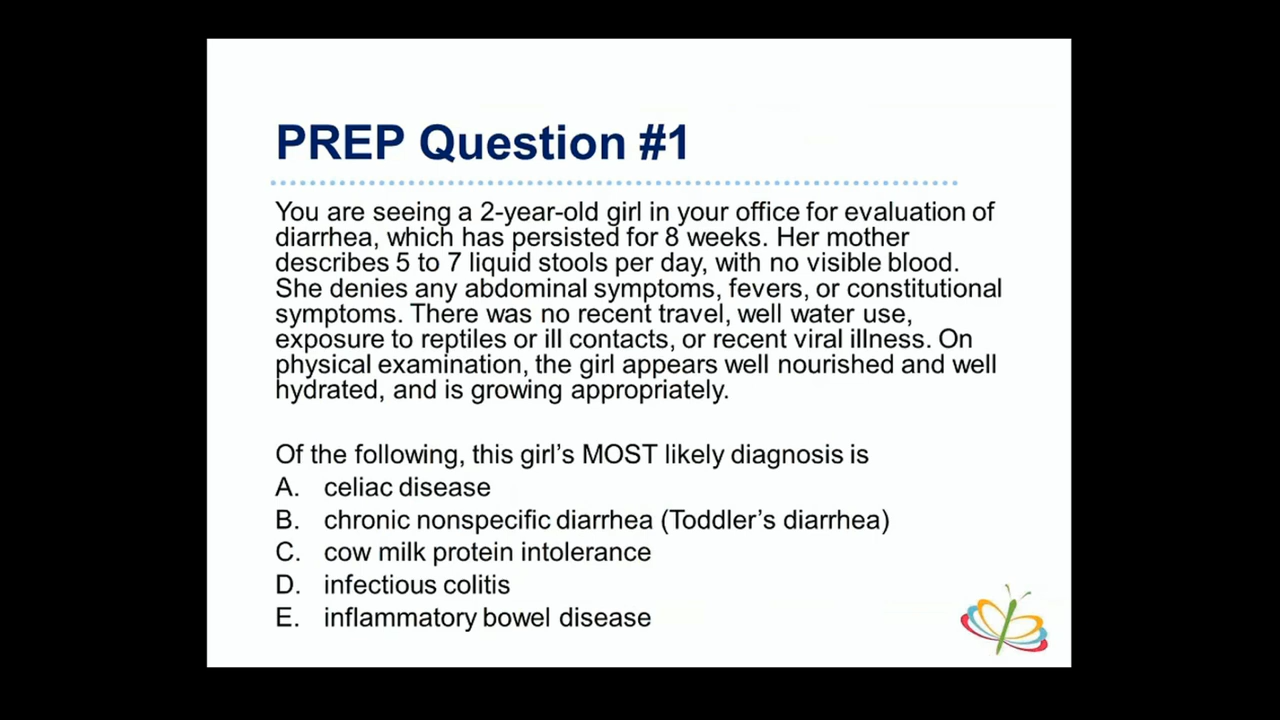 PREP Question #1
You are seeing a 2-year-old girl in your office for evaluation of
diarrhea, which has persisted for 8 weeks. Her mother
describes 5 to 7 liquid stools per day, with no visible blood.
She denies any abdominal symptoms, fevers, or constitutional
symptoms. There was no recent travel, well water use,
exposure to reptiles or ill contacts, or recent viral illness. On
physical examination, the girl appears well nourished and well
hydrated, and is growing appropriately.
Of the following, this girl's MOST likely diagnosis is
A. celiac disease
B. chronic nonspecific diarrhea (Toddler's diarrhea)
C. cow milk protein intolerance
D. infectious colitis
E. inflammatory bowel disease